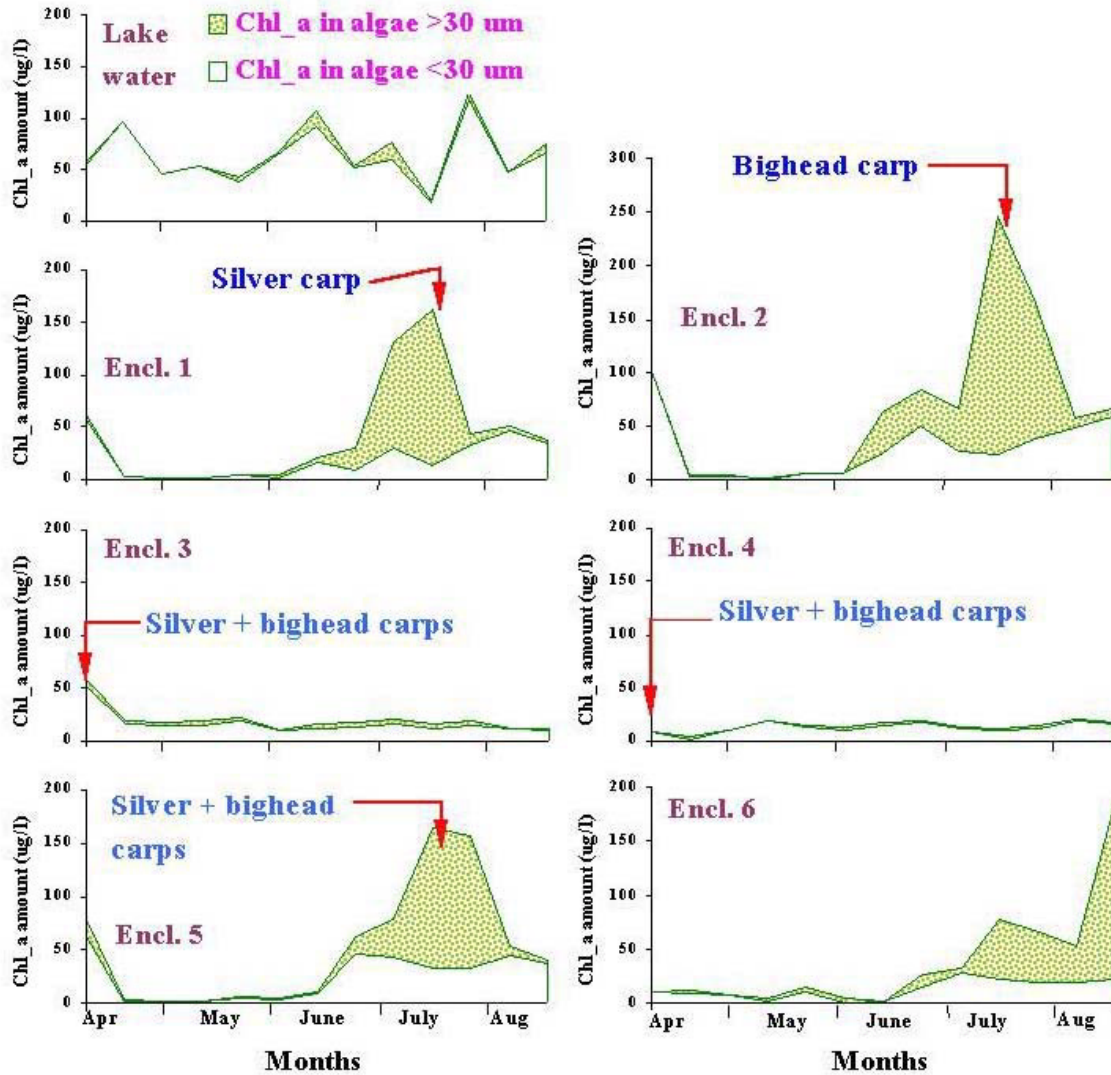 200
150
100
50
0
Chl_a amount (ug/l)
Lake
water
Chl_a in algae >30 um
Chl_a in algae <30 um
200
150
100
50
0
Chl_a amount (ug/l)
Silver carp
Encl. 1
300
250
200
150
100
50
0
Chl_a amount (ug/l)
Bighead carp
Encl. 2
200
150
100
50
0
Chl_a amount (ug/l)
Encl. 3
Silver + bighead carps
200
150
100
50
0
Chl_a amount (ug/l)
Encl. 4
Silver + bighead carps
200
150
100
50
0
Chl_a amount (ug/l)
Silver + bighead
carps
Encl. 5
Apr May June July Aug
Months
200
150
100
50
0
Chl_a amount (ug/l)
Encl. 6
Apr May June July Aug
Months